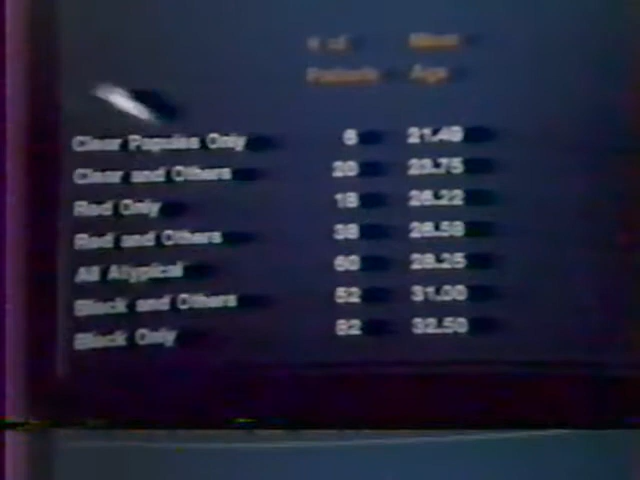 # of Mean
Patients Age
Clear Papules Only 6 21.40
Clear and Others 20 23.75
Red Only 18 26.22
Red and Others 38 26.58
All Atypical 60 28.25
Black and Others 52 31.00
Black Only 82 32.50